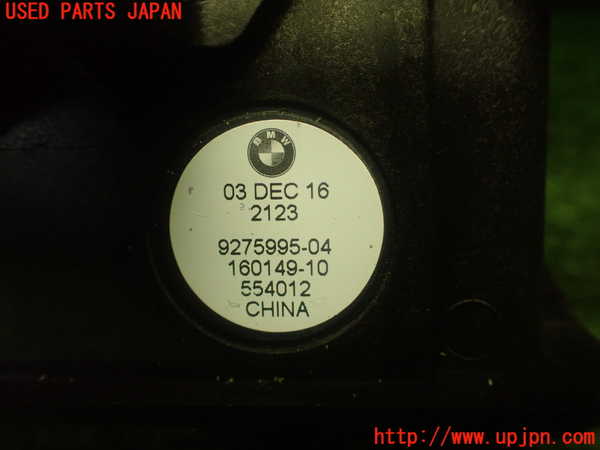 USED PARTS JAPAN
BMW
03 DEC 16
2123
9275995-04
160149-10
554012
CHINA
http://www.upjpn.com